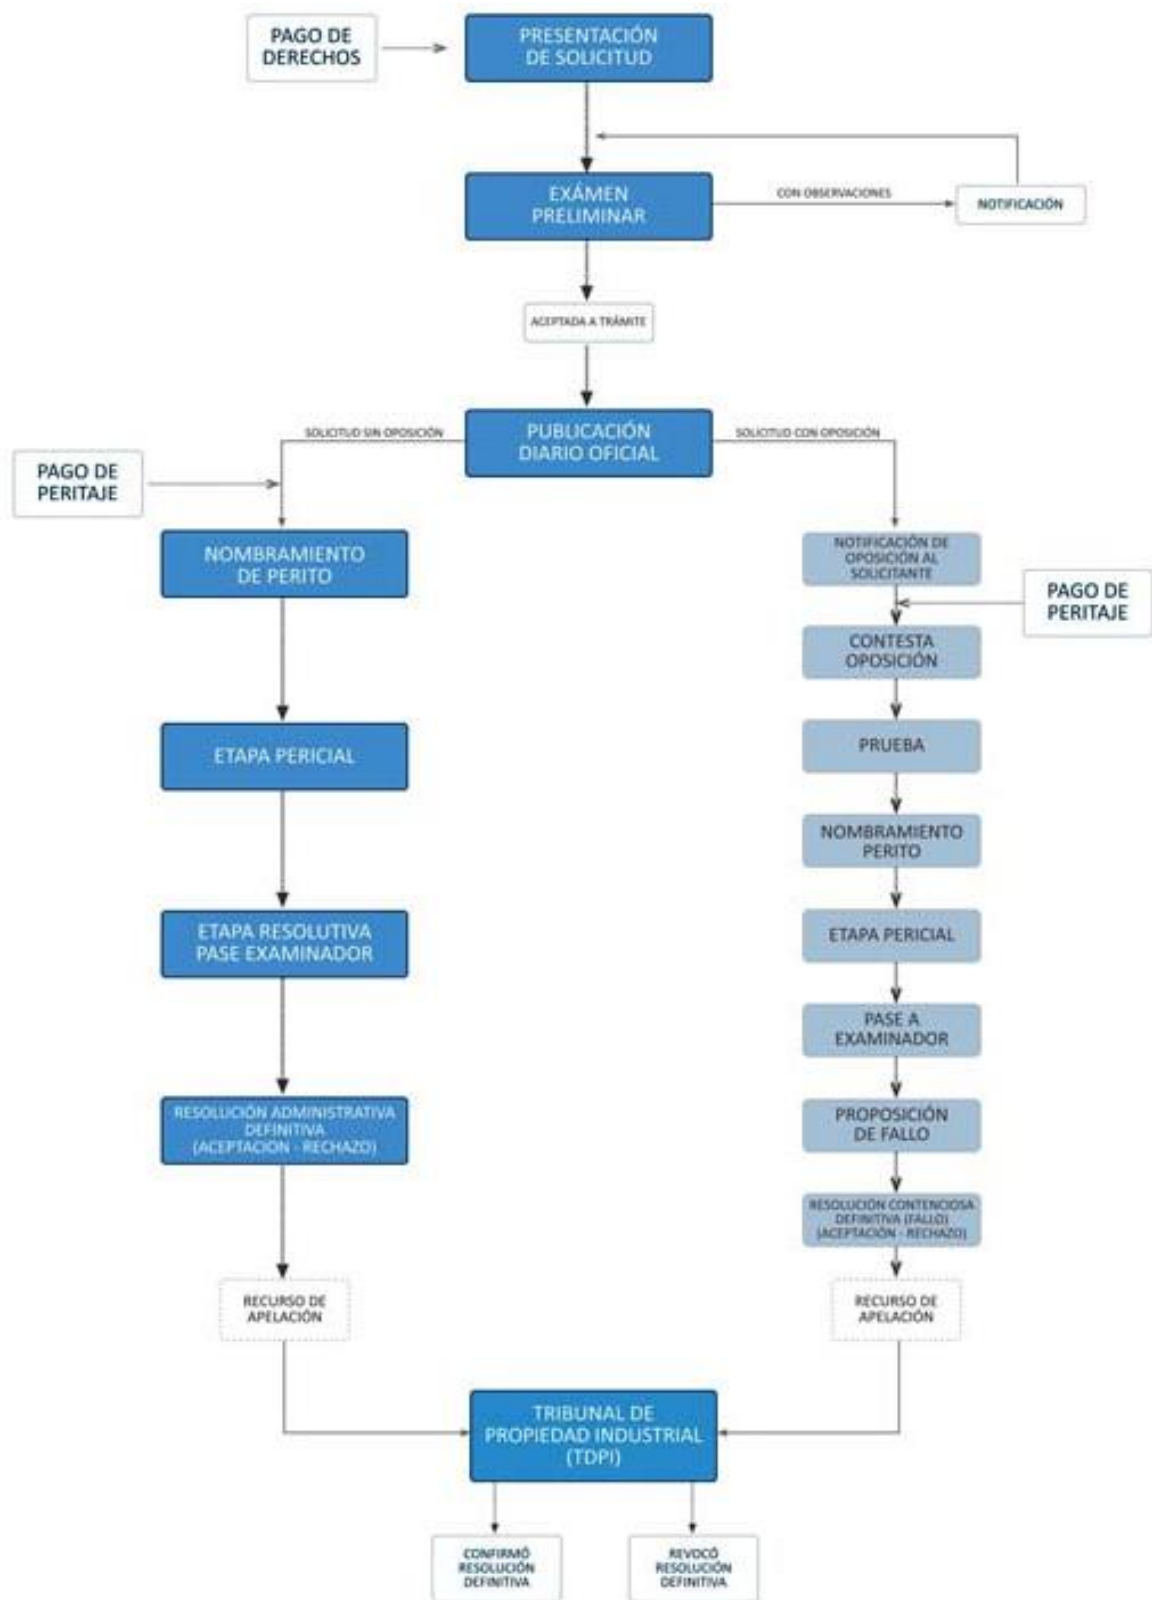 PAGO DE
DERECHOS
PRESENTACIÓN
DE SOLICITUD
EXÁMEN
PRELIMINAR
CON OBSERVACIONES
NOTIFICACIÓN
ACEPTADA A TRÁMITE
SOLICITUD SIN OPOSICIÓN
PUBLICACIÓN
DIARIO OFICIAL
SOLICITUD CON OPOSICIÓN
PAGO DE
PERITAJE
NOMBRAMIENTO
DE PERITO
ETAPA PERICIAL
ETAPA RESOLUTIVA
PASE EXAMINADOR
RESOLUCIÓN ADMINISTRATIVA
DEFINITIVA
(ACEPTACION - RECHAZO)
RECURSO DE
APELACIÓN
NOTIFICACIÓN DE
OPOSICIÓN AL
SOLICITANTE
PAGO DE
PERITAJE
CONTESTA
OPOSICIÓN
PRUEBA
NOMBRAMIENTO
PERITO
ETAPA PERICIAL
PASE A
EXAMINADOR
PROPOSICIÓN
DE FALLO
RESOLUCIÓN CONTENCIOSA
DEFINITIVA (FALLO)
(ACEPTACIÓN - RECHAZO)
RECURSO DE
APELACIÓN
TRIBUNAL DE
PROPIEDAD INDUSTRIAL
(TDPI)
CONFIRMÓ
RESOLUCIÓN
DEFINITIVA
REVOCÓ
RESOLUCIÓN
DEFINITIVA